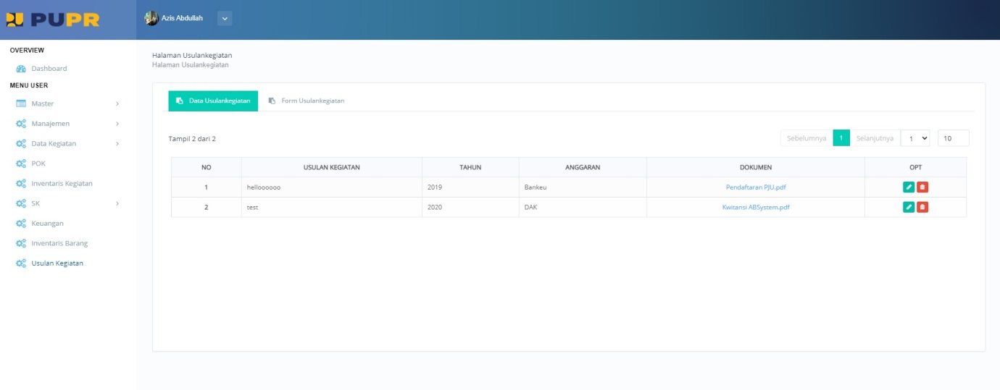 PUPR
Azis Abdullah
OVERVIEW
Dashboard
MENU USER
Master
Manajemen
Data Kegiatan
POK
Inventaris Kegiatan
SK
Keuangan
Inventaris Barang
Usulan Kegiatan
Halaman Usulankegiatan
Halaman Usulankegiatan
Data Usulankegiatan Form Usulankegiatan
Tampil 2 dari 2 Sebelumnya 1 Selanjutnya 1 10
NO USULAN KEGIATAN TAHUN ANGGARAN DOKUMEN OPT
1 helloooooo 2019 Bankeu Pendaftaran PJU.pdf
2 test 2020 DAK Kwitansi ABSystem.pdf